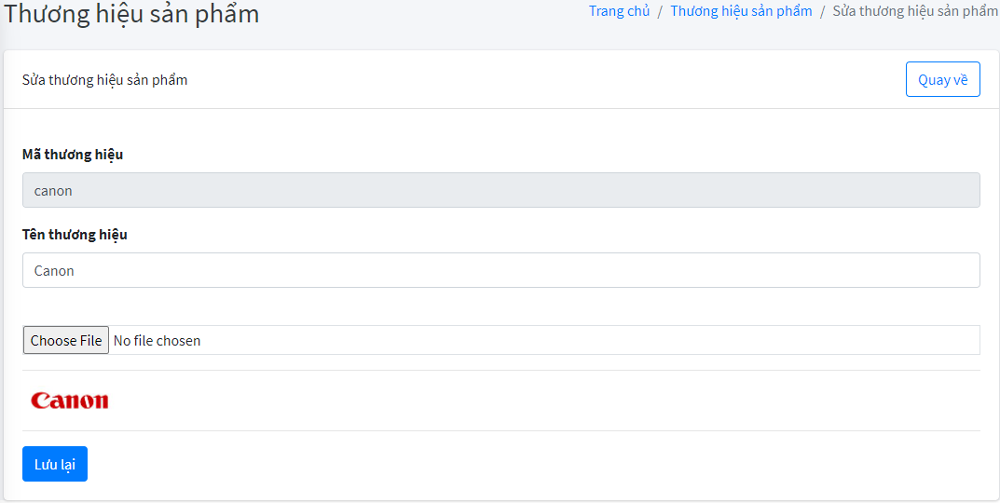 Thương hiệu sản phẩm
Trang chủ / Thương hiệu sản phẩm / Sửa thương hiệu sản phẩm
Sửa thương hiệu sản phẩm
Quay về
Mã thương hiệu
canon
Tên thương hiệu
Canon
Choose File No file chosen
Canon
Lưu lại